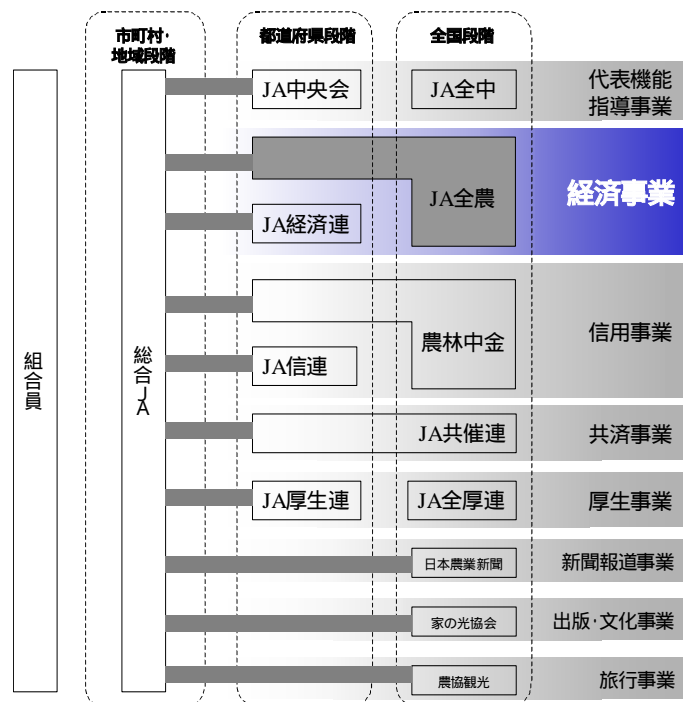 市町村・
地域段階
都道府県段階
全国段階
組合員
総合JA
JA中央会
JA全中
代表機能
指導事業
JA全農
経済事業
JA経済連
農林中金
信用事業
JA信連
JA共催連
共済事業
JA厚生連
JA全厚連
厚生事業
日本農業新聞
新聞報道事業
家の光協会
出版・文化事業
農協観光
旅行事業